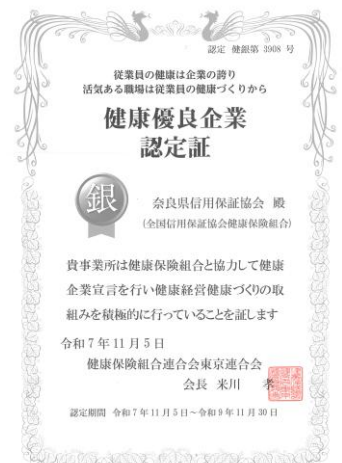 認定 健銀第 3908 号
従業員の健康は企業の誇り
活気ある職場は従業員の健康づくりから
健康優良企業
認定証
銀
奈良県信用保証協会 殿
(全国信用保証協会健康保険組合)
貴事業所は健康保険組合と協力して健康
企業宣言を行い健康経営健康づくりの取
組みを積極的に行っていることを証します
令和7年11月5日
健康保険組合連合会東京連合会
会長 米川 孝
認定期間 令和7年11月5日～令和9年11月30日